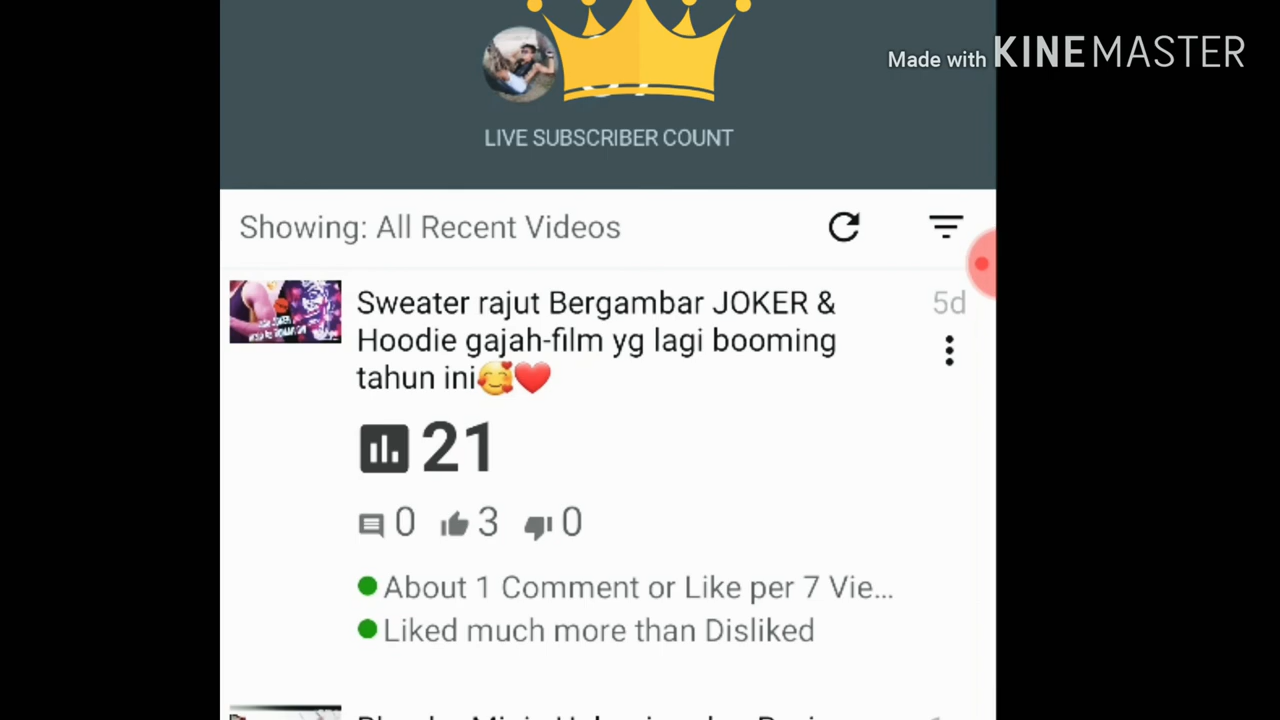 Made with KINEMASTER
LIVE SUBSCRIBER COUNT
Showing: All Recent Videos
Sweater rajut Bergambar JOKER &
5d
Hoodie gajah-film yg lagi booming
tahun ini🥰❤️
21
0 3 0
About 1 Comment or Like per 7 Vie...
Liked much more than Disliked